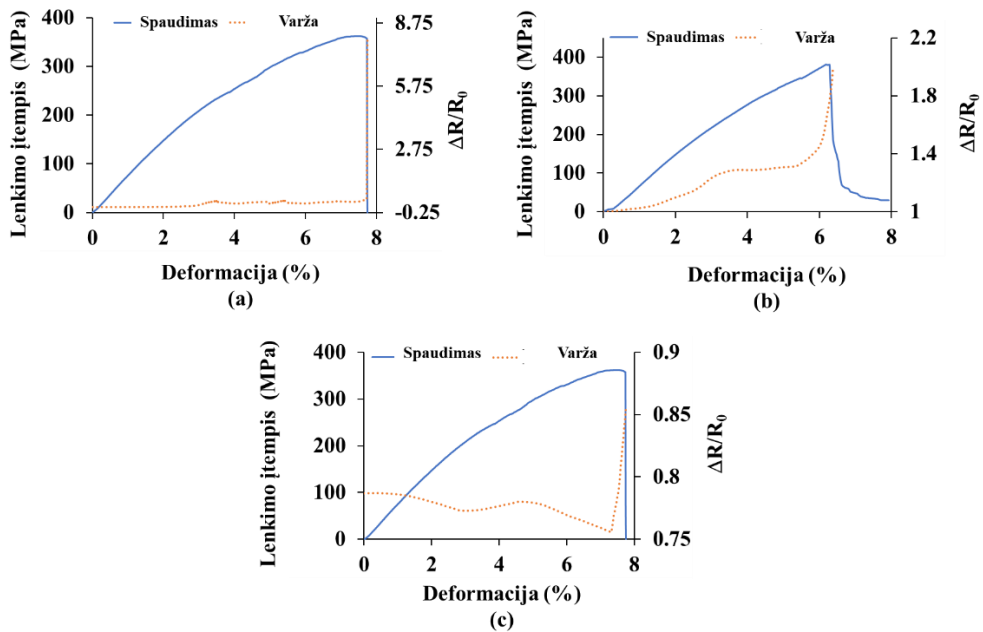 Spaudimas Varža
Lenkimo įtempis (MPa)
400
300
200
100
0
0 2 4 6 8
8.75
5.75
2.75
-0.25
ΔR/R0
Deformacija (%)
(a)
Spaudimas Varža
Lenkimo įtempis (MPa)
400
300
200
100
0
0 2 4 6 8
2.2
1.8
1.4
1
ΔR/R0
Deformacija (%)
(b)
Spaudimas Varža
Lenkimo įtempis (MPa)
400
300
200
100
0
0 2 4 6 8
0.9
0.85
0.8
0.75
ΔR/R0
Deformacija (%)
(c)